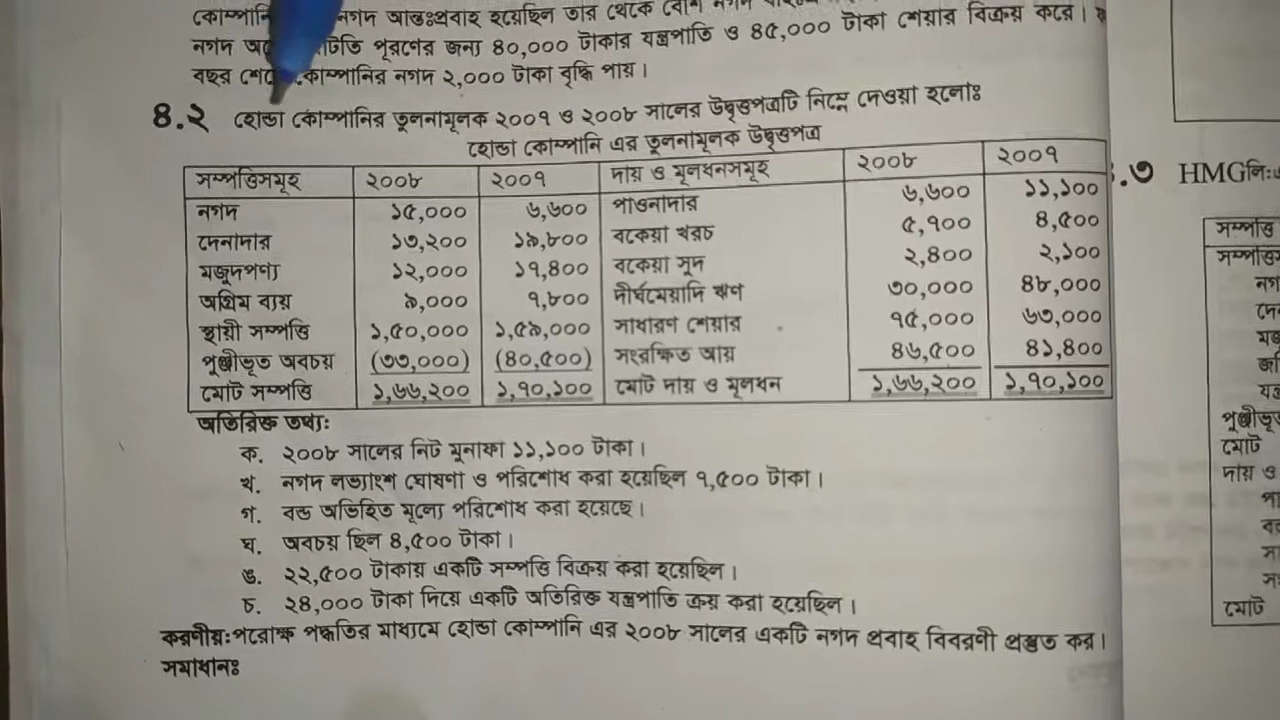 কোম্পানি নগদ আন্তঃপ্রবাহ হয়েছিল তার থেকে বেশি নগদ
নগদ ঘাটতি পূরণের জন্য ৪০,০০০ টাকার যন্ত্রপাতি ও ৪৫,০০০ টাকা শেয়ার বিক্রয় করে।
বছর শেষে কোম্পানির নগদ ২,০০০ টাকা বৃদ্ধি পায়।
৪.২ হোন্ডা কোম্পানির তুলনামূলক ২০০৭ ও ২০০৮ সালের উদ্বৃত্তপত্রটি নিম্নে দেওয়া হলোঃ
হোন্ডা কোম্পানি এর তুলনামূলক উদ্বৃত্তপত্র
সম্পত্তিসমূহ ২০০৮ ২০০৭ দায় ও মূলধনসমূহ ২০০৮ ২০০৭
নগদ ১৫,০০০ ৬,৬০০ পাওনাদার ৬,৬০০ ১১,১০০
দেনাদার ১৩,২০০ ১৯,৮০০ বকেয়া খরচ ৫,৭০০ ৪,৫০০
মজুদপণ্য ১২,০০০ ১৭,৪০০ বকেয়া সুদ ২,৪০০ ২,১০০
অগ্রিম ব্যয় ৯,০০০ ৭,৮০০ দীর্ঘমেয়াদি ঋণ ৩০,০০০ ৪৮,০০০
স্থায়ী সম্পত্তি ১,৫০,০০০ ১,৫৯,০০০ সাধারণ শেয়ার ৭৫,০০০ ৬৩,০০০
পুঞ্জীভূত অবচয় (৩৩,০০০) (৪০,৫০০) সংরক্ষিত আয় ৪৬,৫০০ ৪১,৪০০
মোট সম্পত্তি ১,৬৬,২০০ ১,৭০,১০০ মোট দায় ও মূলধন ১,৬৬,২০০ ১,৭০,১০০
অতিরিক্ত তথ্য:
ক. ২০০৮ সালের নিট মুনাফা ১১,১০০ টাকা।
খ. নগদ লভ্যাংশ ঘোষণা ও পরিশোধ করা হয়েছিল ৭,৫০০ টাকা।
গ. বন্ড অভিহিত মূল্যে পরিশোধ করা হয়েছে।
ঘ. অবচয় ছিল ৪,৫০০ টাকা।
ঙ. ২২,৫০০ টাকায় একটি সম্পত্তি বিক্রয় করা হয়েছিল।
চ. ২৪,০০০ টাকা দিয়ে একটি অতিরিক্ত যন্ত্রপাতি ক্রয় করা হয়েছিল।
করণীয়:পরোক্ষ পদ্ধতির মাধ্যমে হোন্ডা কোম্পানি এর ২০০৮ সালের একটি নগদ প্রবাহ বিবরণী প্রস্তুত কর।
সমাধানঃ
.৩ HMGলি:
সম্পত্তি
পুঞ্জীভূ
মোট
দায় ও
মোট